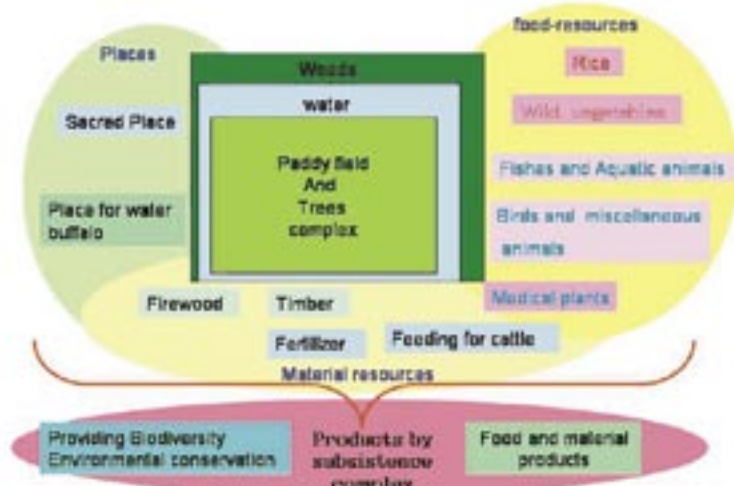 Places
food-resources
Woods
Rice
water
Wild vegetables
Sacred Place
Paddy field
And
Trees
complex
Fishes and Aquatic animals
Place for water
buffalo
Birds and miscellaneous
animals
Firewood
Timber
Medical plants
Fertilizer
Feeding for cattle
Material resources
Providing Biodiversity
Environmental conservation
Products by
subsistence
complex
Food and material
products